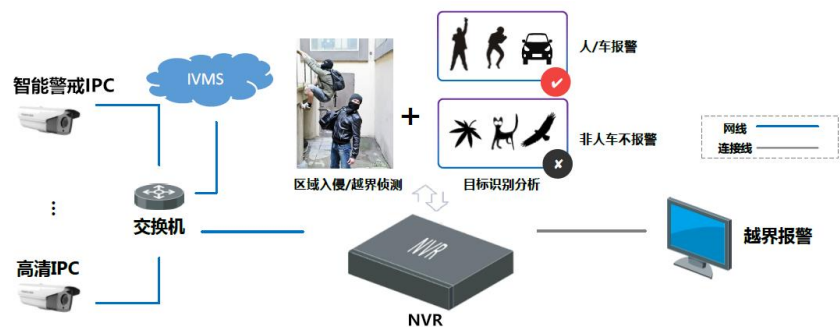 智能警戒IPC
IVMS
人/车报警
非人车不报警
网线
连接线
区域入侵/越界侦测
目标识别分析
交换机
NVR
越界报警
高清IPC
NVR